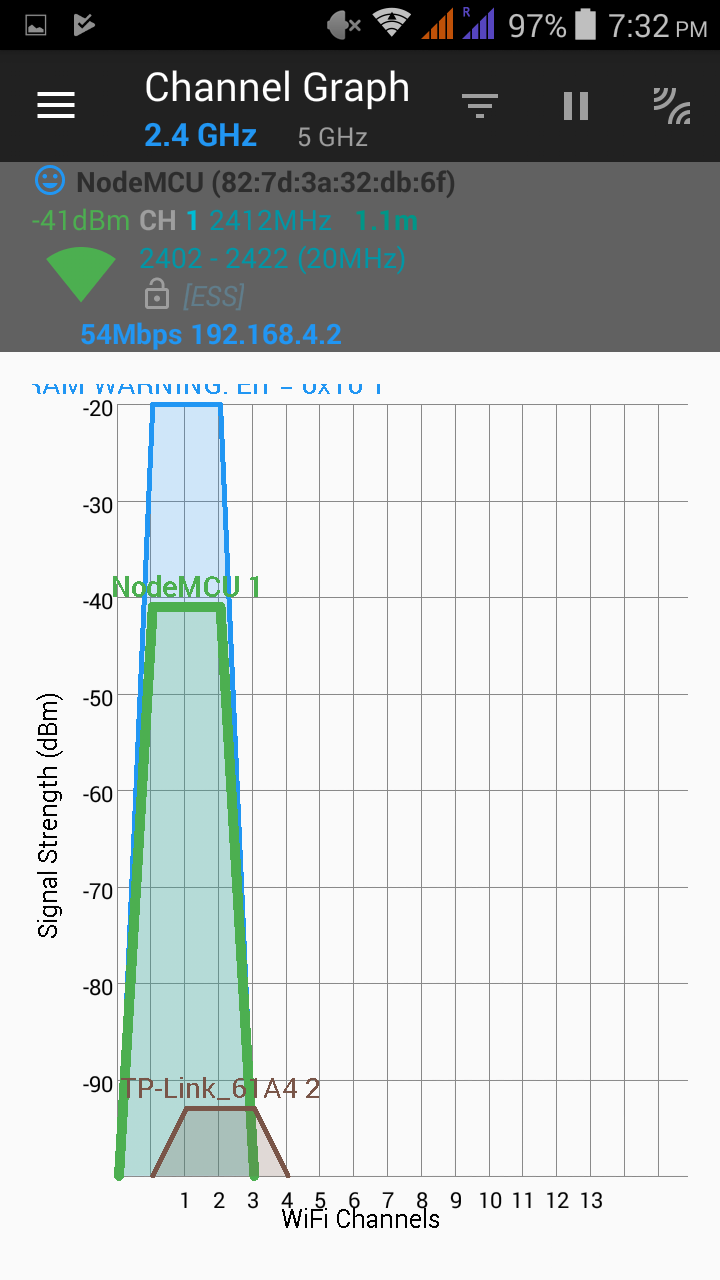 R 97% 7:32 PM
Channel Graph
2.4 GHz 5 GHz
NodeMCU (82:7d:3a:32:db:6f)
-41dBm CH 1 2412MHz 1.1m
2402 - 2422 (20MHz)
[ESS]
54Mbps 192.168.4.2
WARNING:
-20
-30
NodeMCU 1
-40
-50
Signal Strength (dBm)
-60
-70
-80
-90
TP-Link_61A4 2
1 2 3 4 5 6 7 8 9 10 11 12 13
WiFi Channels